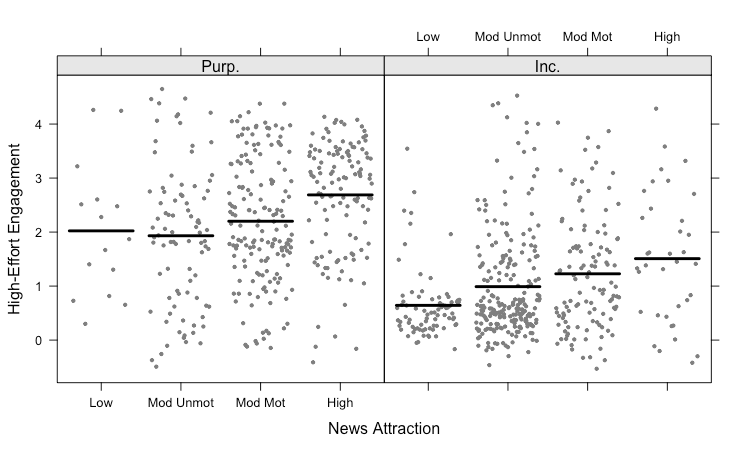 Low Mod Unmot Mod Mot High
Purp. Inc.
High-Effort Engagement
4
3
2
1
0
Low Mod Unmot Mod Mot High
News Attraction